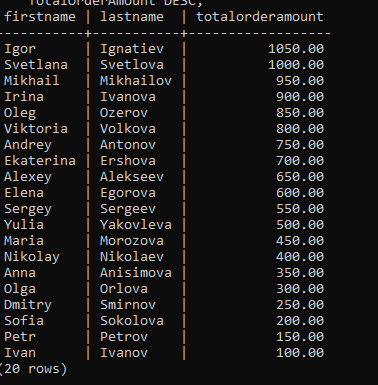 TotalOrderAmount DESC;
firstname | lastname | totalorderamount
-----------+-----------+------------------
Igor | Ignatiev | 1050.00
Svetlana | Svetlova | 1000.00
Mikhail | Mikhailov | 950.00
Irina | Ivanova | 900.00
Oleg | Ozerov | 850.00
Viktoria | Volkova | 800.00
Andrey | Antonov | 750.00
Ekaterina | Ershova | 700.00
Alexey | Alekseev | 650.00
Elena | Egorova | 600.00
Sergey | Sergeev | 550.00
Yulia | Yakovleva | 500.00
Maria | Morozova | 450.00
Nikolay | Nikolaev | 400.00
Anna | Anisimova | 350.00
Olga | Orlova | 300.00
Dmitry | Smirnov | 250.00
Sofia | Sokolova | 200.00
Petr | Petrov | 150.00
Ivan | Ivanov | 100.00
(20 rows)